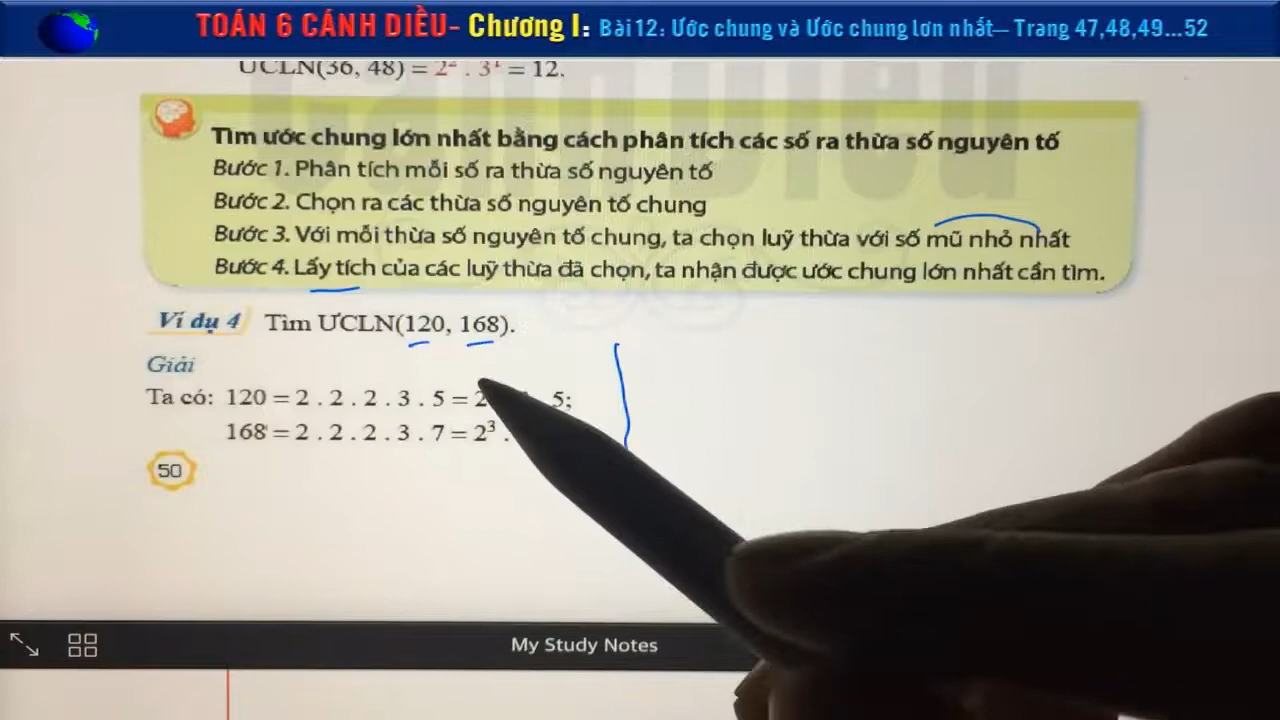 TOÁN 6 CÁNH DIỀU- Chương I: Bài 12: Ước chung và Ước chung lơn nhất– Trang 47,48,49...52
ƯCLN(36, 48) = 2² . 3¹ = 12.
Tìm ước chung lớn nhất bằng cách phân tích các số ra thừa số nguyên tố
Bước 1. Phân tích mỗi số ra thừa số nguyên tố
Bước 2. Chọn ra các thừa số nguyên tố chung
Bước 3. Với mỗi thừa số nguyên tố chung, ta chọn luỹ thừa với số mũ nhỏ nhất
Bước 4. Lấy tích của các luỹ thừa đã chọn, ta nhận được ước chung lớn nhất cần tìm.
Ví dụ 4 Tìm ƯCLN(120, 168).
Giải
Ta có: 120 = 2 . 2 . 2 . 3 . 5 = 2 5;
168 = 2 . 2 . 2 . 3 . 7 = 2³ .
50
My Study Notes